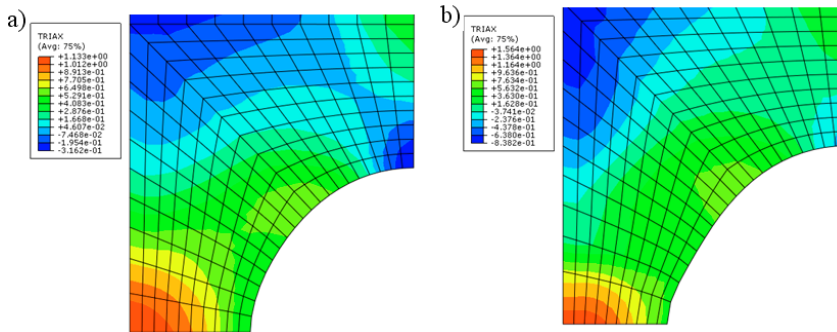 a)
TRIAX
(Avg: 75%)
+1.133e+00
+1.012e+00
+8.913e-01
+7.705e-01
+6.498e-01
+5.291e-01
+4.083e-01
+2.876e-01
+1.668e-01
+4.607e-02
-7.468e-02
-1.954e-01
-3.162e-01
b)
TRIAX
(Avg: 75%)
+1.564e+00
+1.364e+00
+1.164e+00
+9.636e-01
+7.634e-01
+5.632e-01
+3.630e-01
+1.628e-01
-3.741e-02
-2.376e-01
-4.378e-01
-6.380e-01
-8.382e-01